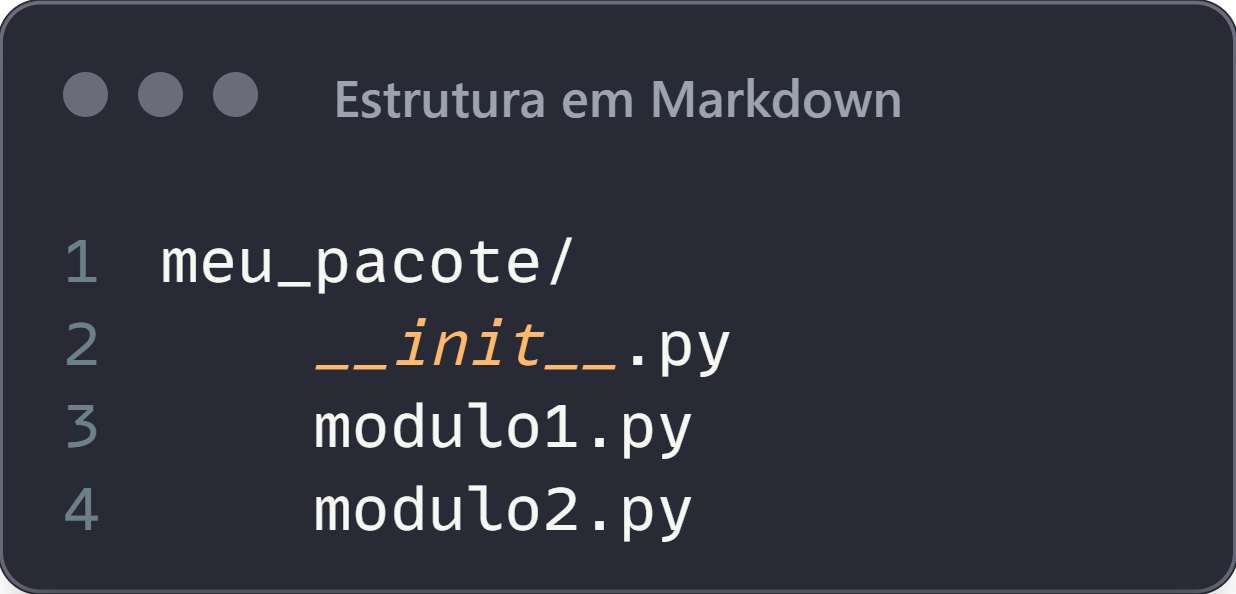 Estrutura em Markdown
1 meu_pacote/
2     __init__.py
3     modulo1.py
4     modulo2.py